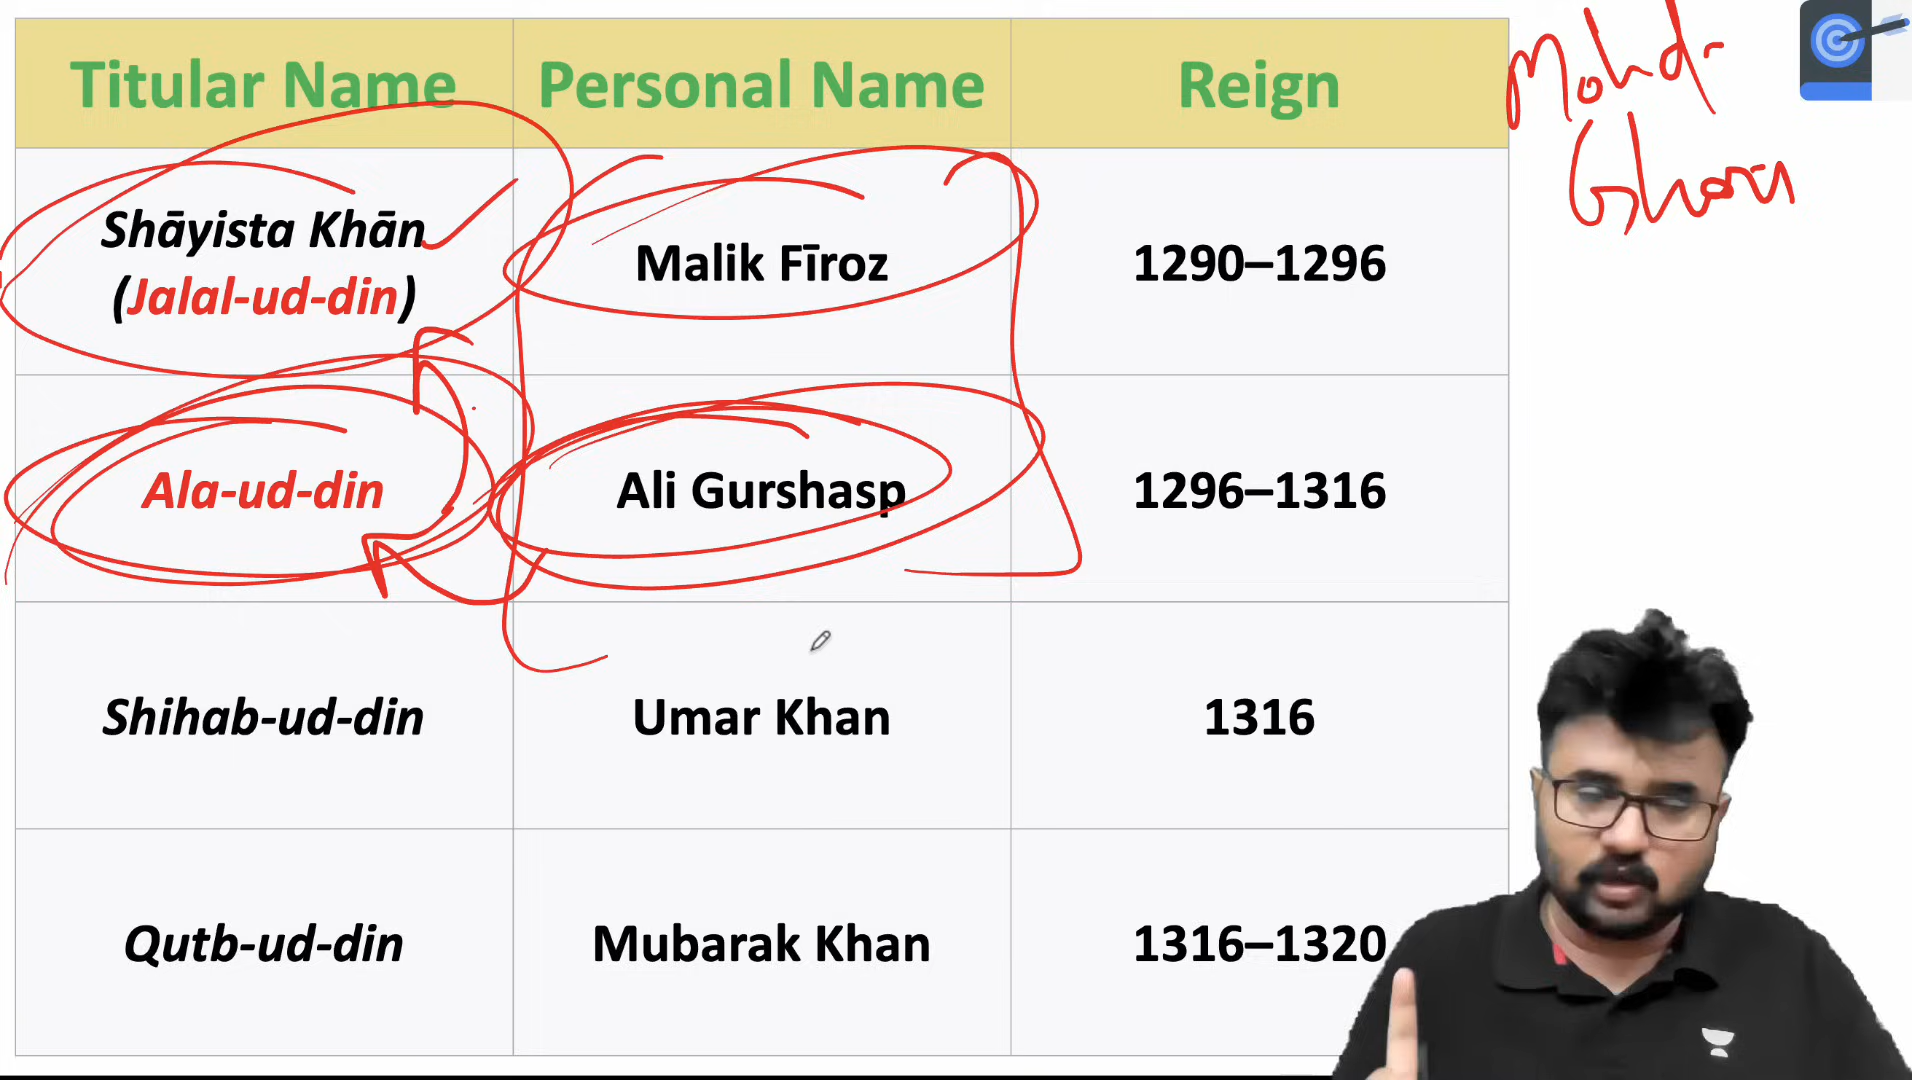 Titular Name Personal Name Reign
Shāyista Khān
(Jalal-ud-din)
Malik Fīroz
1290–1296
Ala-ud-din Ali Gurshasp 1296–1316
Shihab-ud-din Umar Khan 1316
Qutb-ud-din Mubarak Khan 1316–1320
Mohd.
Ghori